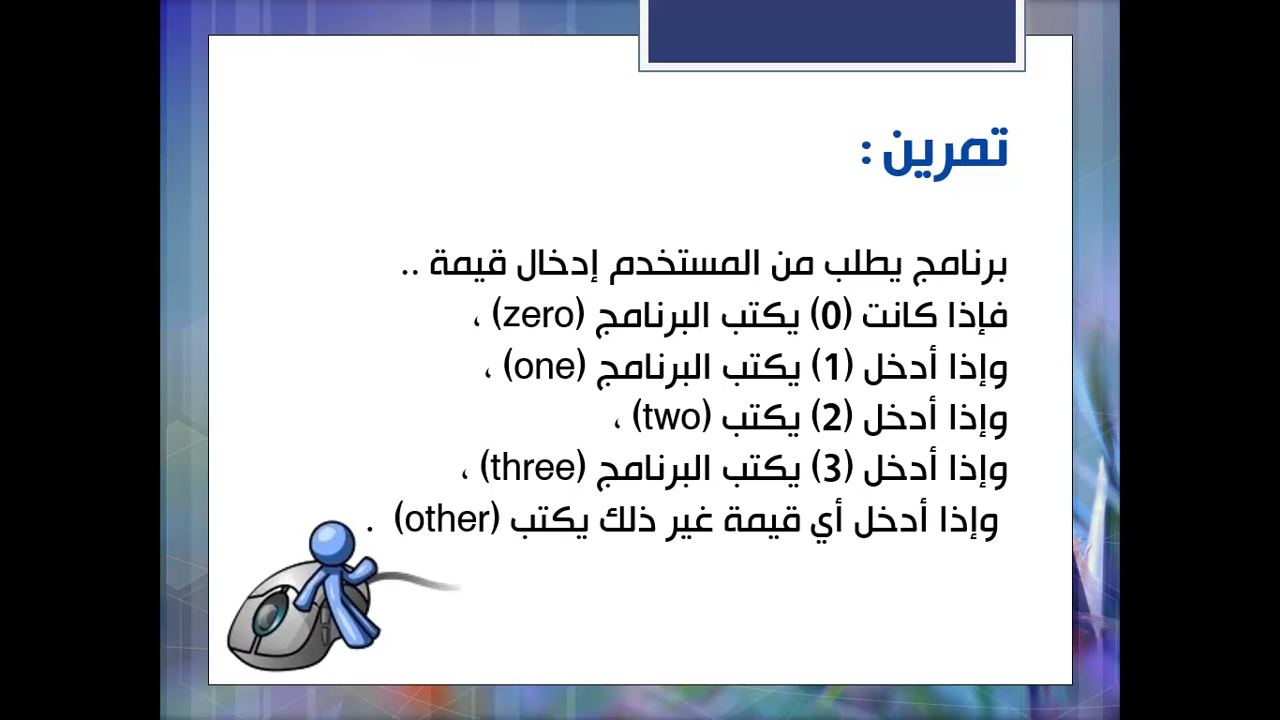 تمرين :
برنامج يطلب من المستخدم إدخال قيمة ..
فإذا كانت (0) يكتب البرنامج (zero) ،
وإذا أدخل (1) يكتب البرنامج (one) ،
وإذا أدخل (2) يكتب (two) ،
وإذا أدخل (3) يكتب البرنامج (three) ،
وإذا أدخل أي قيمة غير ذلك يكتب (other) .